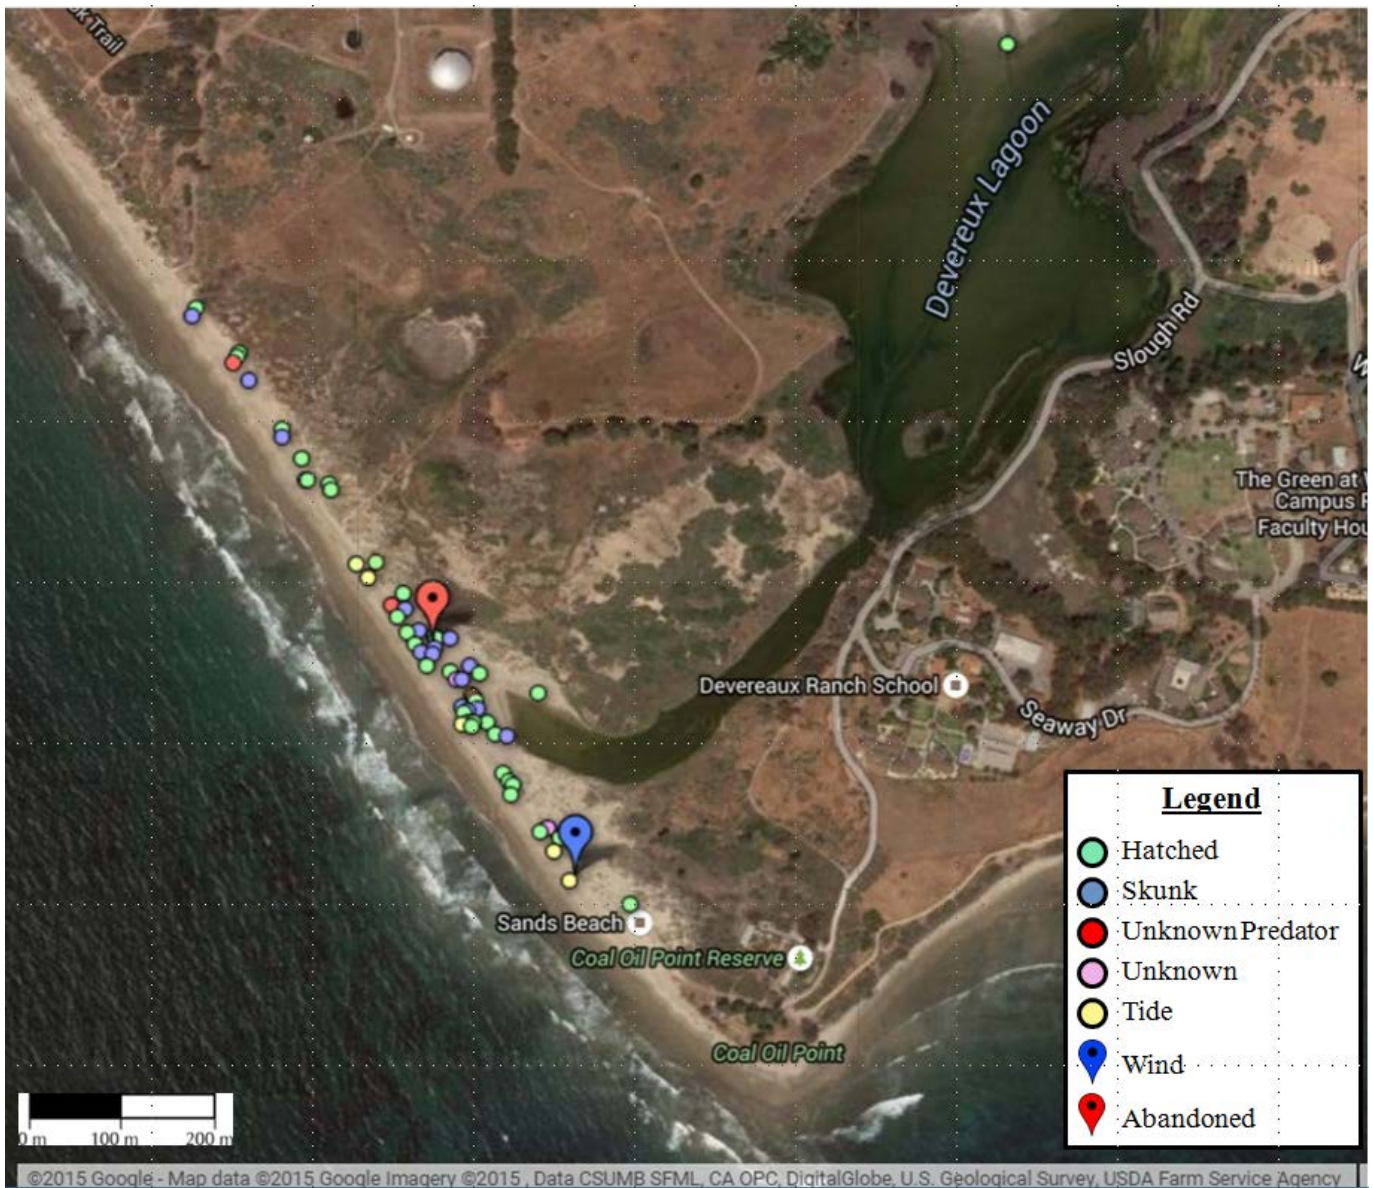 Trail
Devereux Lagoon
Slough Rd
The Green at
Campus
Faculty Hou
Devereaux Ranch School
Seaway Dr
Sands Beach
Coal Oil Point Reserve
Coal Oil Point
Legend
Hatched
Skunk
Unknown Predator
Unknown
Tide
Wind
Abandoned
0 m 100 m 200 m
©2015 Google - Map data ©2015 Google Imagery ©2015 , Data CSUMB SFML, CA OPC, DigitalGlobe, U.S. Geological Survey, USDA Farm Service Agency